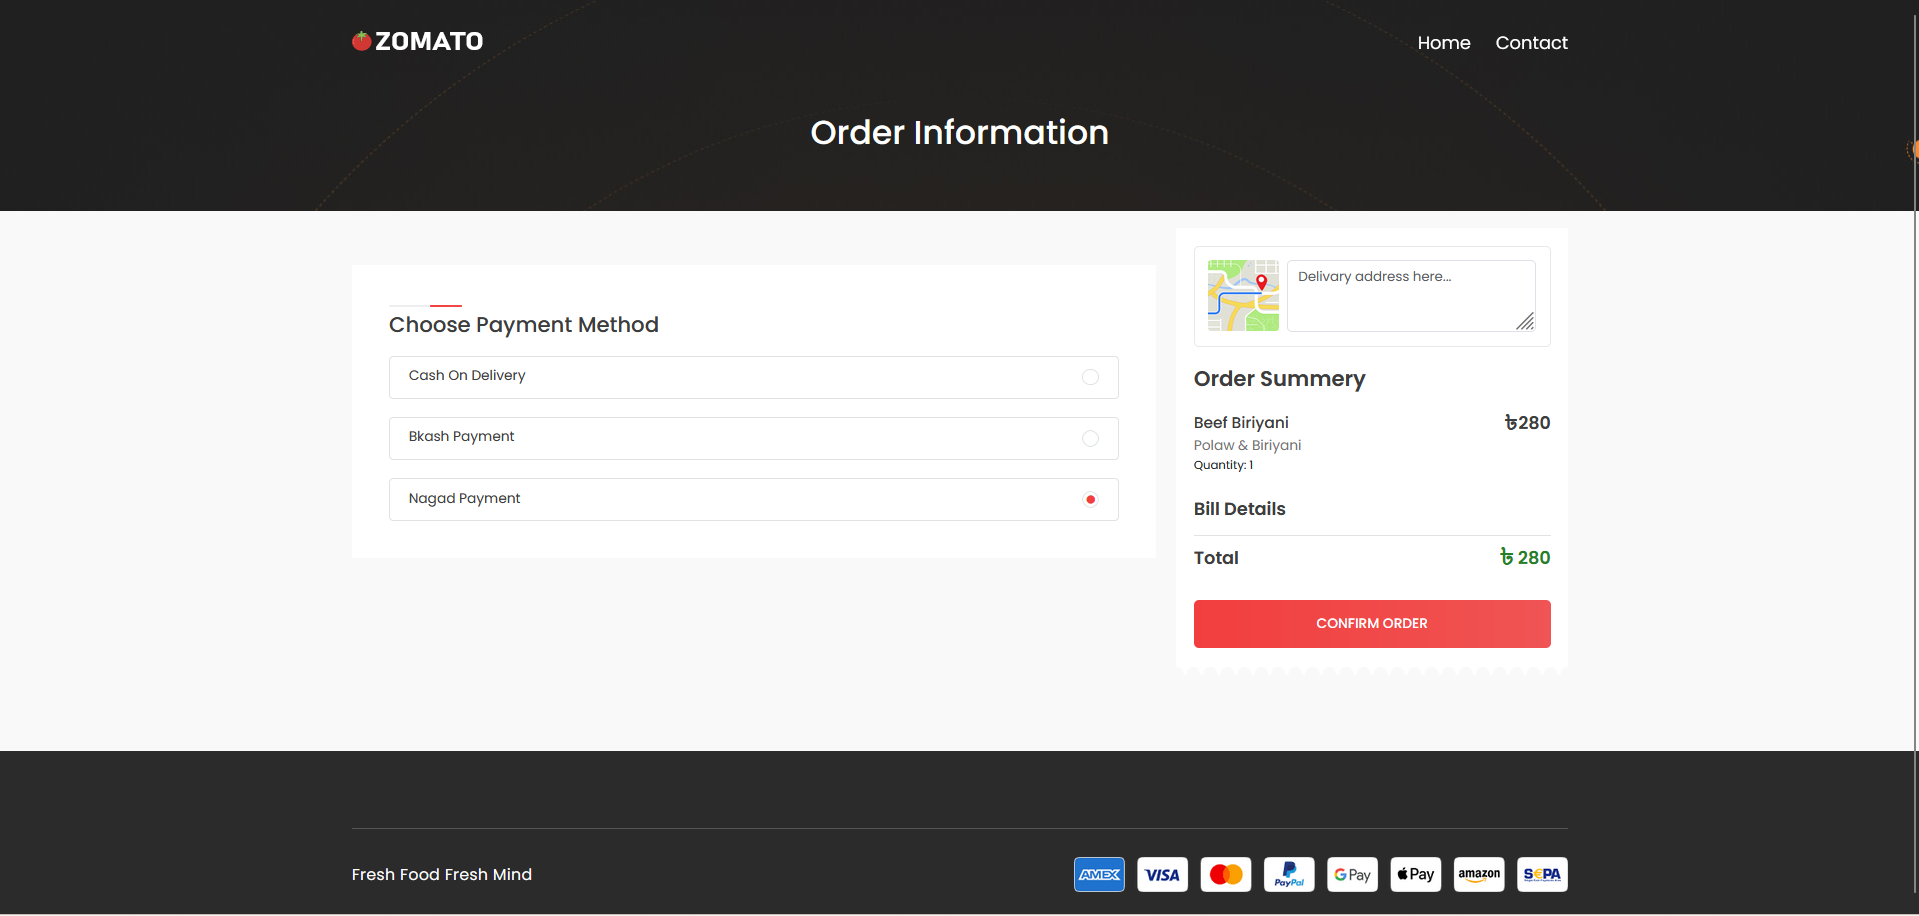 ZOMATO
Home Contact
Order Information
Choose Payment Method
Cash On Delivery
Bkash Payment
Nagad Payment
Delivary address here...
Order Summery
Beef Biriyani ৳280
Polaw & Biriyani
Quantity: 1
Bill Details
Total ৳ 280
CONFIRM ORDER
Fresh Food Fresh Mind
AMEX VISA PayPal G Pay Pay amazon SEPA